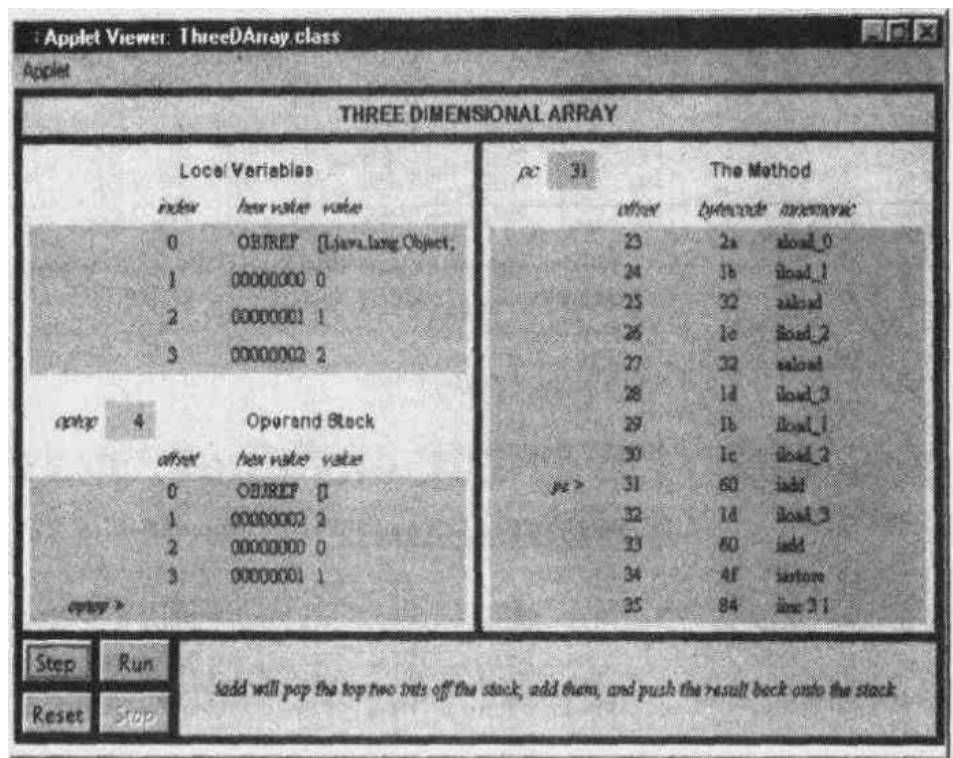 Applet Viewer: ThreeDArray.class
Applet
THREE DIMENSIONAL ARRAY
Local Variables
index hex value value
0 OBJREF [Ljava.lang.Object;
1 00000000 0
2 00000001 1
3 00000002 2
optop 4 Operand Stack
offset hex value value
0 OBJREF [I
1 00000002 2
2 00000000 0
3 00000001 1
optop >
pc 31 The Method
offset bytecode mnemonic
23 2a aload_0
24 1b iload_1
25 32 aaload
26 1c iload_2
27 32 aaload
28 1d iload_3
29 1b iload_1
30 1c iload_2
pc > 31 60 iadd
32 1d iload_3
33 60 iadd
34 4f iastore
35 84 iinc 3 1
Step Run
Reset Stop
iadd will pop the top two ints off the stack, add them, and push the result back onto the stack.